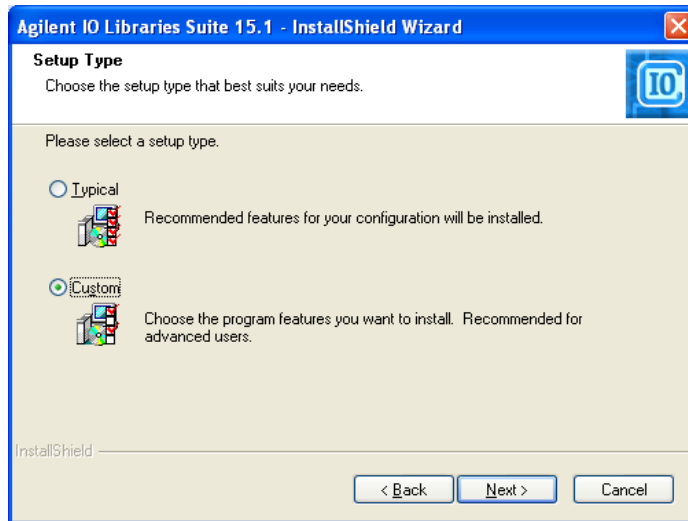 Agilent IO Libraries Suite 15.1 - InstallShield Wizard
Setup Type
Choose the setup type that best suits your needs.
IO
Please select a setup type.
Typical
Recommended features for your configuration will be installed.
Custom
Choose the program features you want to install. Recommended for
advanced users.
InstallShield
< Back
Next >
Cancel